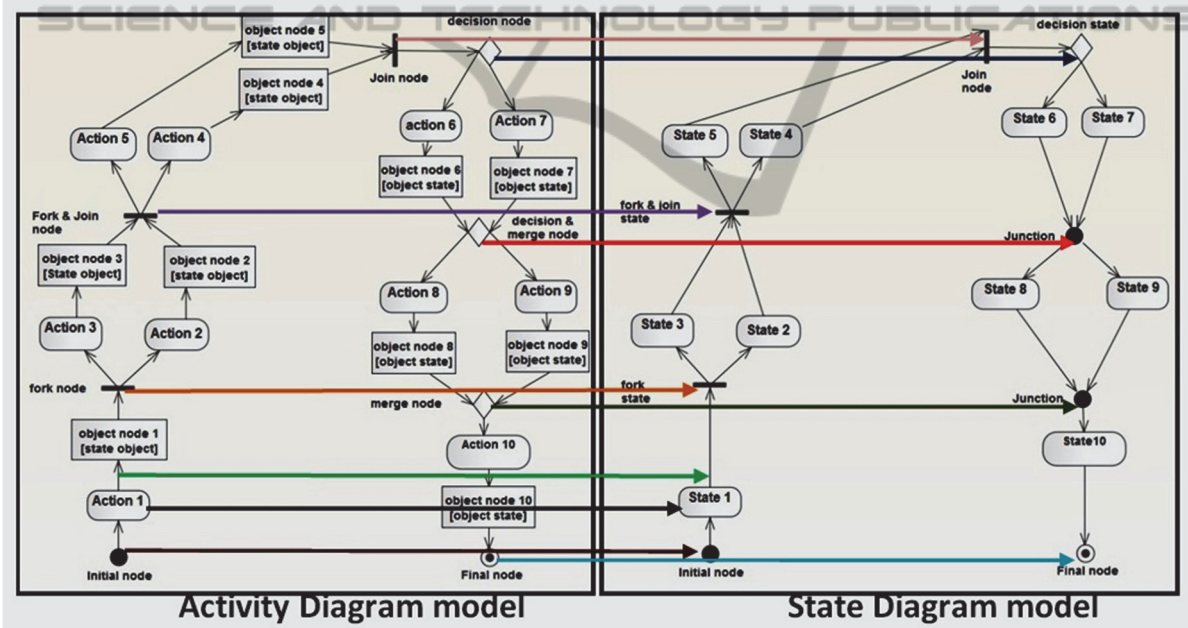 SCIENCE AND TECHNOLOGY PUBLICATIONS
object node 5
[state object]
object node 4
[state object]
Join node
decision node
Action 5
Action 4
action 6
Action 7
object node 6
[object state]
object node 7
[object state]
Fork & Join
node
decision &
merge node
object node 3
[State object]
object node 2
[state object]
Action 8
Action 9
Action 3
Action 2
object node 8
[object state]
object node 9
[object state]
fork node
merge node
object node 1
[state object]
Action 10
Action 1
object node 10
[object state]
Initial node
Final node
Activity Diagram model
decision state
Join
node
State 5
State 4
State 6
State 7
fork & join
state
Junction
State 8
State 9
State 3
State 2
fork
state
Junction
State10
State 1
Initial node
Final node
State Diagram model